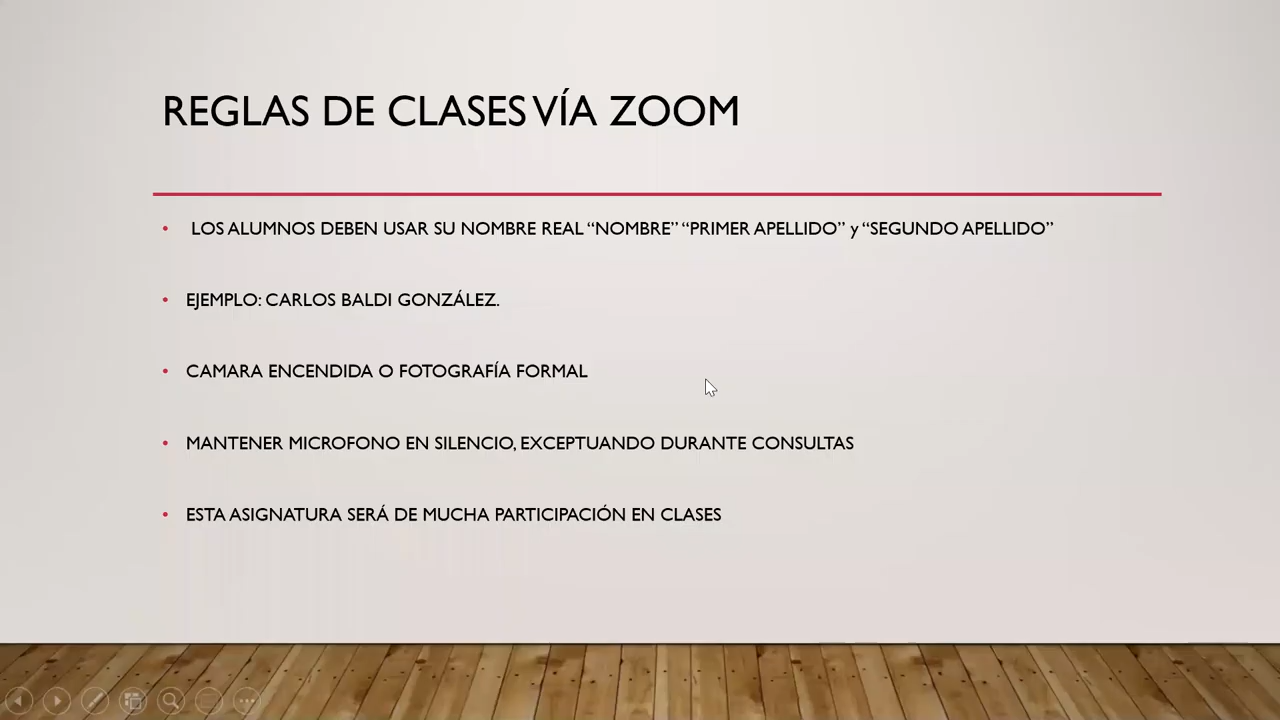 REGLAS DE CLASES VÍA ZOOM
• LOS ALUMNOS DEBEN USAR SU NOMBRE REAL “NOMBRE” “PRIMER APELLIDO” y “SEGUNDO APELLIDO”
• EJEMPLO: CARLOS BALDI GONZÁLEZ.
• CAMARA ENCENDIDA O FOTOGRAFÍA FORMAL
• MANTENER MICROFONO EN SILENCIO, EXCEPTUANDO DURANTE CONSULTAS
• ESTA ASIGNATURA SERÁ DE MUCHA PARTICIPACIÓN EN CLASES